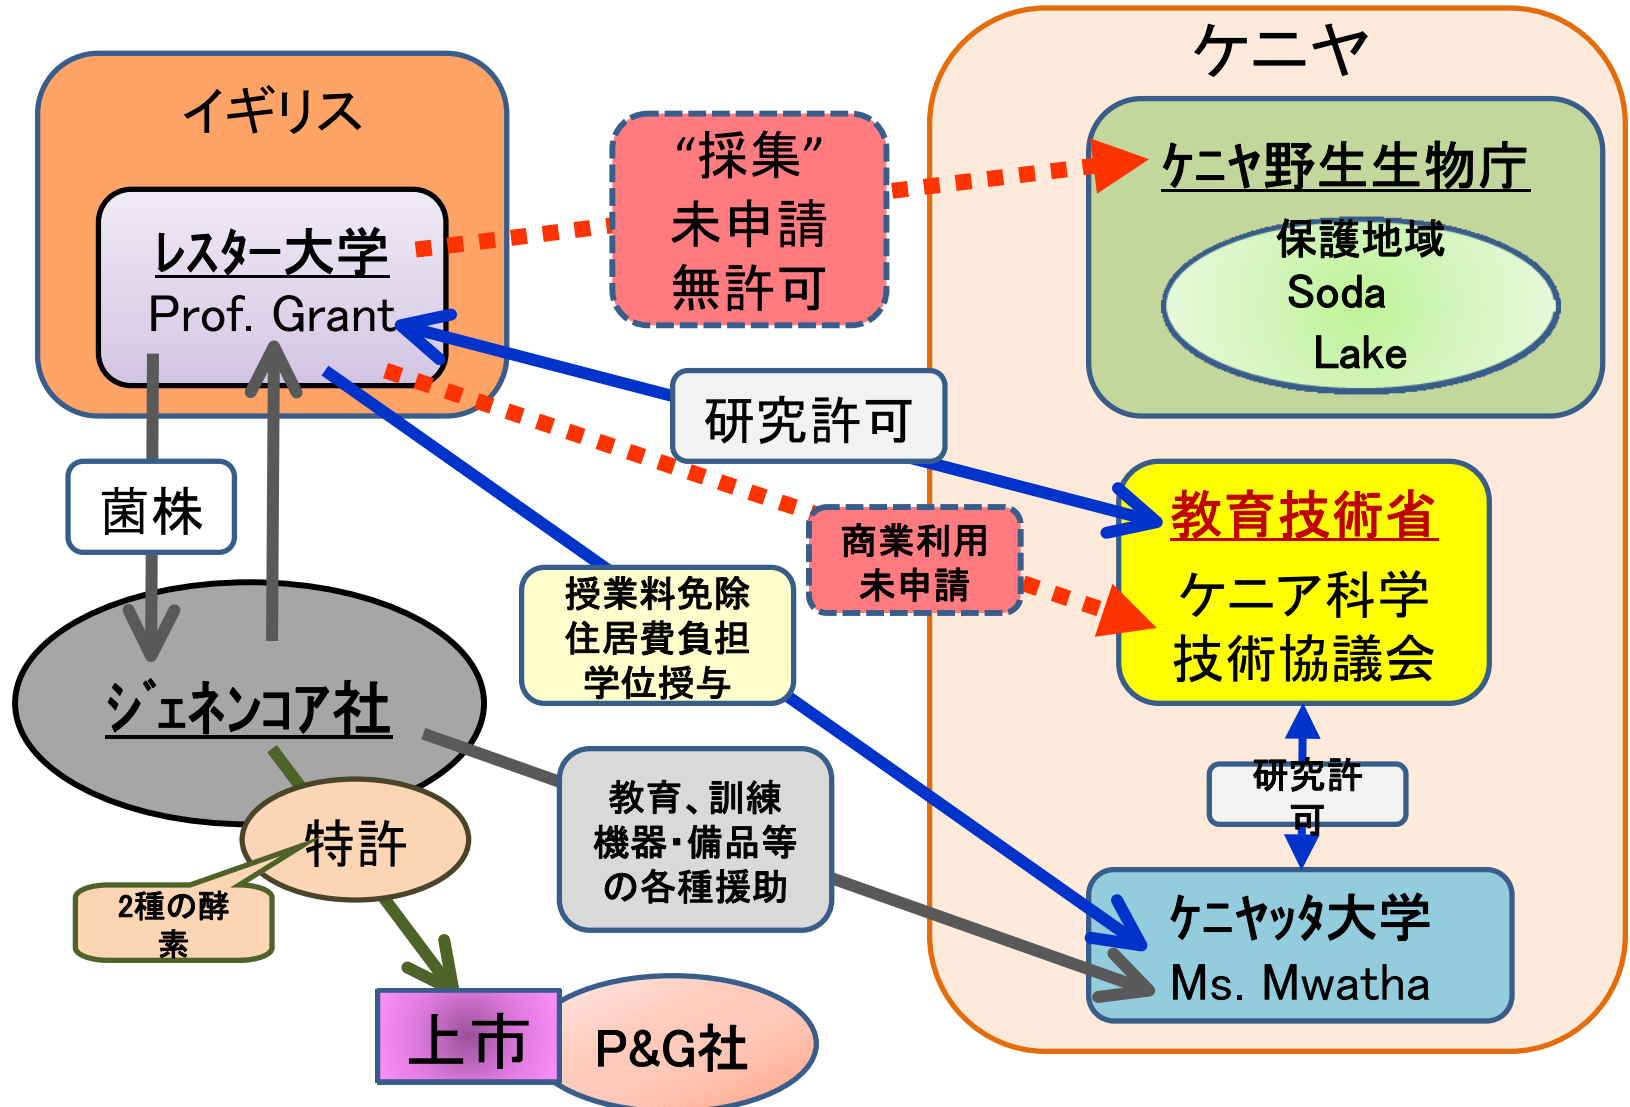 ケニヤ
イギリス
“採集”
未申請
無許可
ｹﾆﾔ野生生物庁
保護地域
Soda
Lake
ﾚｽﾀｰ大学
Prof. Grant
研究許可
菌株
教育技術省
ケニア科学
技術協議会
商業利用
未申請
授業料免除
住居費負担
学位授与
ｼﾞｪﾈﾝｺｱ社
教育、訓練
機器・備品等
の各種援助
研究許
可
特許
2種の酵
素
ｹﾆﾔｯﾀ大学
Ms. Mwatha
上市
P&G社